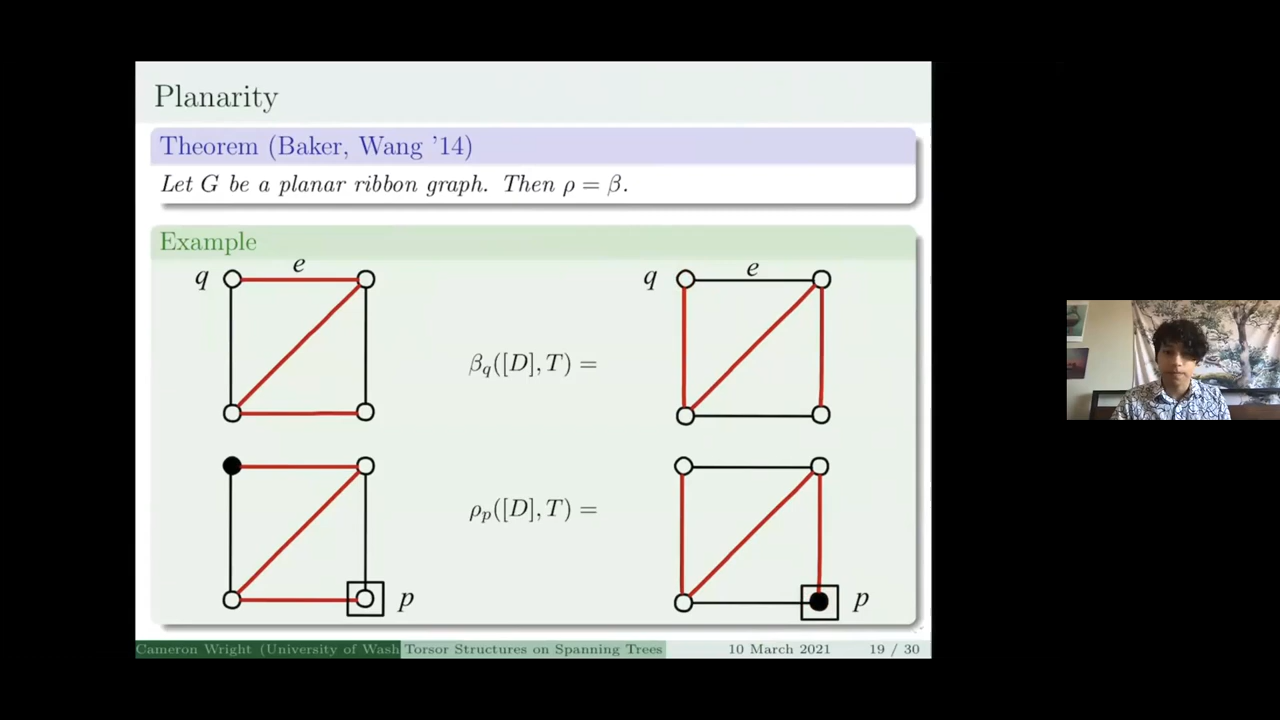 Planarity
Theorem (Baker, Wang '14)
Let G be a planar ribbon graph. Then ρ = β.
Example
q e
q e
β_q([D], T) =
ρ_p([D], T) =
p
p
Cameron Wright (University of Wash Torsor Structures on Spanning Trees 10 March 2021 19 / 30